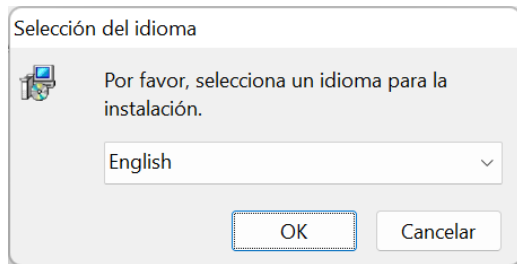 Selección del idioma
Por favor, selecciona un idioma para la
instalación.
English
OK
Cancelar